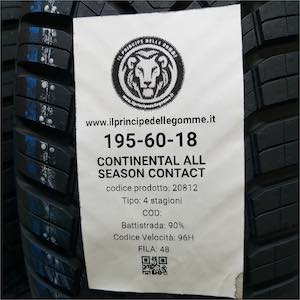 IL PRINCIPE DELLE GOMME
www.ilprincipedellegomme.it
195-60-18
CONTINENTAL ALL
SEASON CONTACT
codice prodotto: 20812
Tipo: 4 stagioni
COD:
Battistrada: 90%
Codice Velocità: 96H
FILA: 48